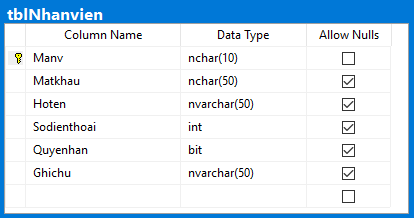 tblNhanvien
Column Name Data Type Allow Nulls
Manv nchar(10)
Matkhau nchar(50)
Hoten nvarchar(50)
Sodienthoai int
Quyenhan bit
Ghichu nvarchar(50)